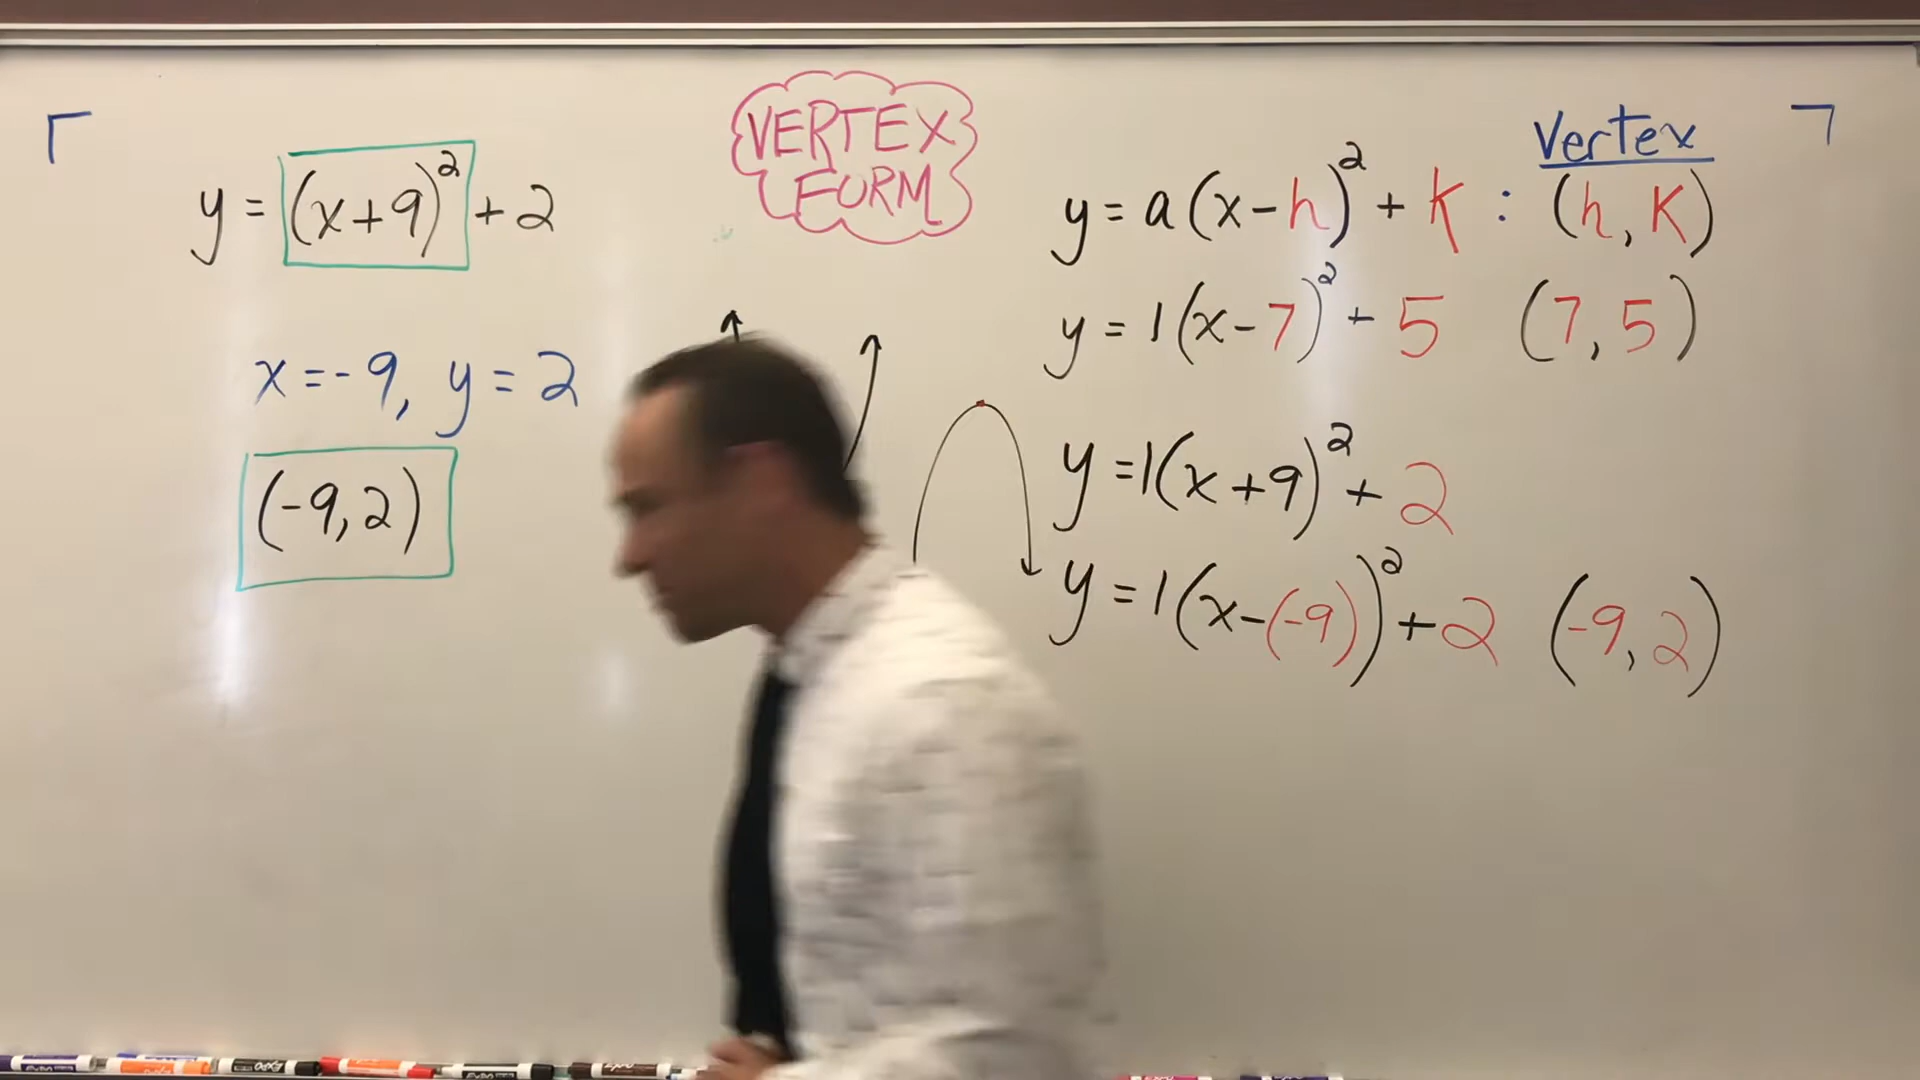 y = (x+9)² + 2
x = -9, y = 2
(-9, 2)
VERTEX
FORM
Vertex
y = a(x-h)² + k : (h, K)
y = 1(x-7)² + 5 (7, 5)
y = 1(x+9)² + 2
y = 1(x-(-9))² + 2 (-9, 2)